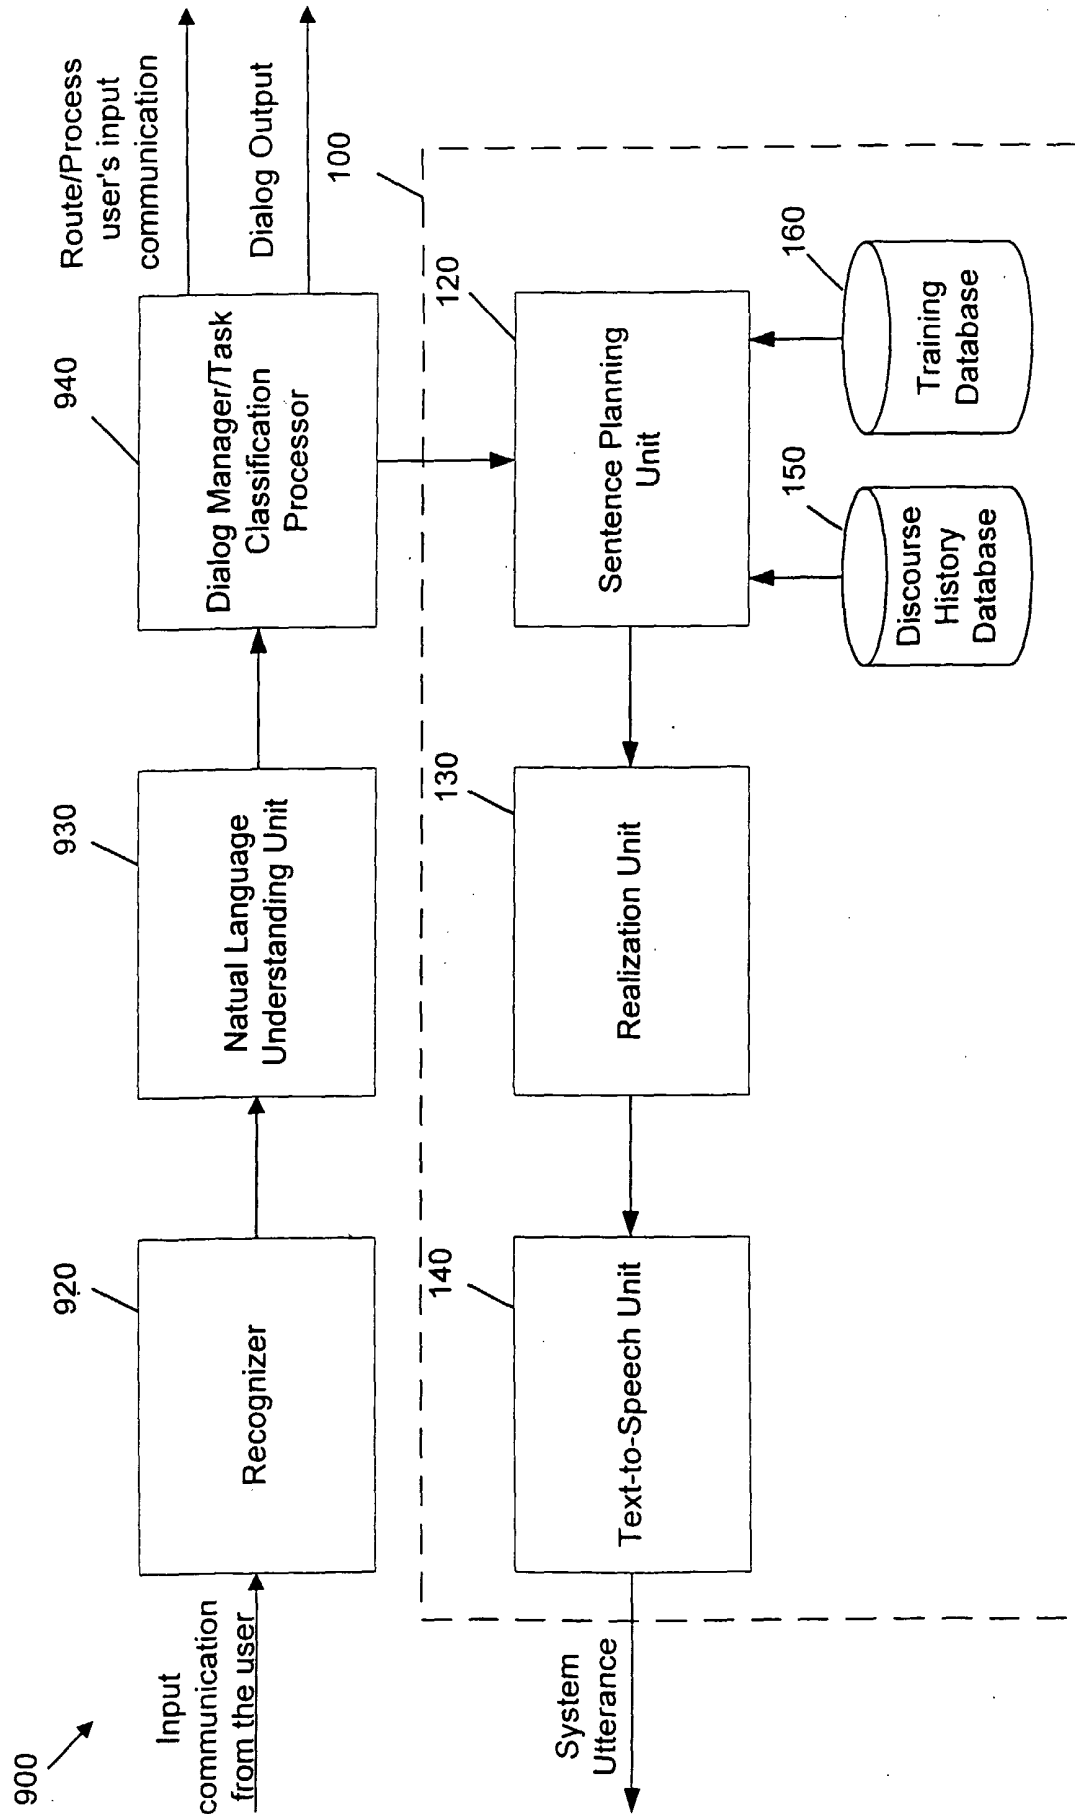 900
Input
communication
from the user
920
Recognizer
930
Natual Language
Understanding Unit
940
Dialog Manager/Task
Classification
Processor
Route/Process
user's input
communication
Dialog Output
100
System
Utterance
140
Text-to-Speech Unit
130
Realization Unit
120
Sentence Planning
Unit
150
Discourse
History
Database
160
Training
Database